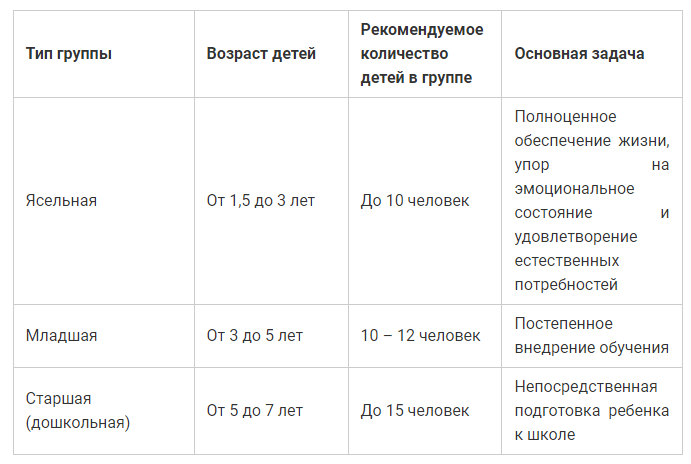 Тип группы
Возраст детей
Рекомендуемое
количество
детей в группе
Основная задача
Ясельная
От 1,5 до 3 лет
До 10 человек
Полноценное
обеспечение жизни,
упор на
эмоциональное
состояние и
удовлетворение
естественных
потребностей
Младшая
От 3 до 5 лет
10 – 12 человек
Постепенное
внедрение обучения
Старшая
(дошкольная)
От 5 до 7 лет
До 15 человек
Непосредственная
подготовка ребенка
к школе